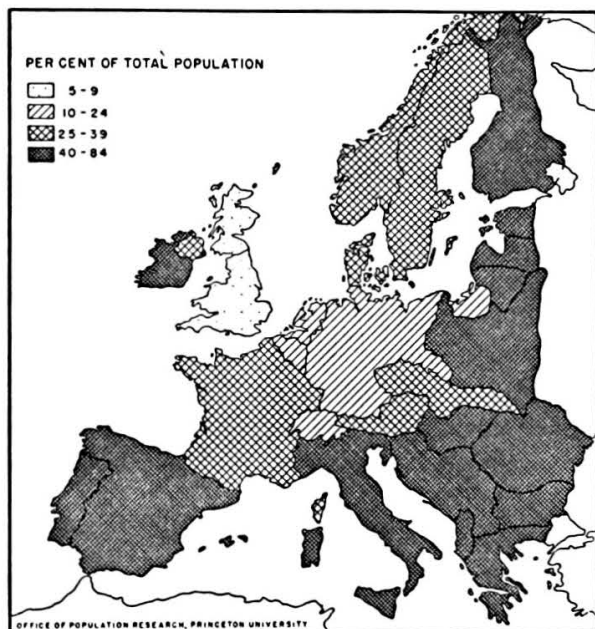 PER CENT OF TOTAL POPULATION
5-9
10-24
25-39
40-84
OFFICE OF POPULATION RESEARCH, PRINCETON UNIVERSITY